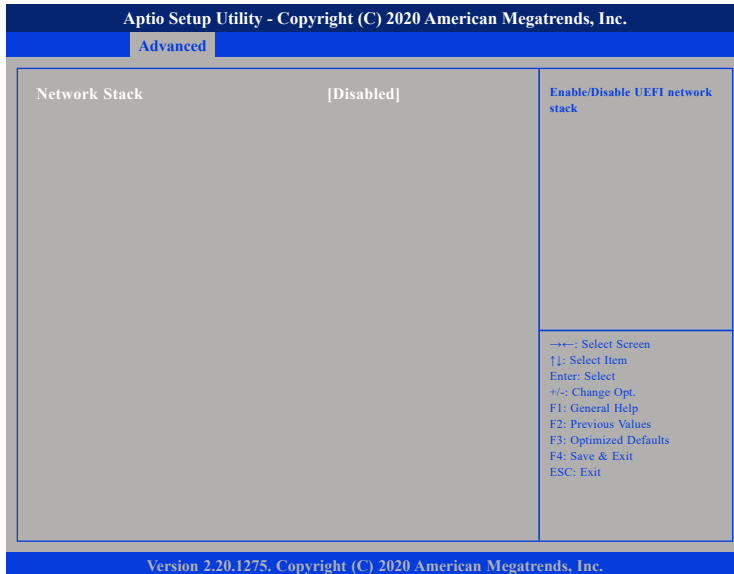 Aptio Setup Utility - Copyright (C) 2020 American Megatrends, Inc.
Advanced
Network Stack [Disabled]
Enable/Disable UEFI network
stack
→←: Select Screen
↑↓: Select Item
Enter: Select
+/-: Change Opt.
F1: General Help
F2: Previous Values
F3: Optimized Defaults
F4: Save & Exit
ESC: Exit
Version 2.20.1275. Copyright (C) 2020 American Megatrends, Inc.